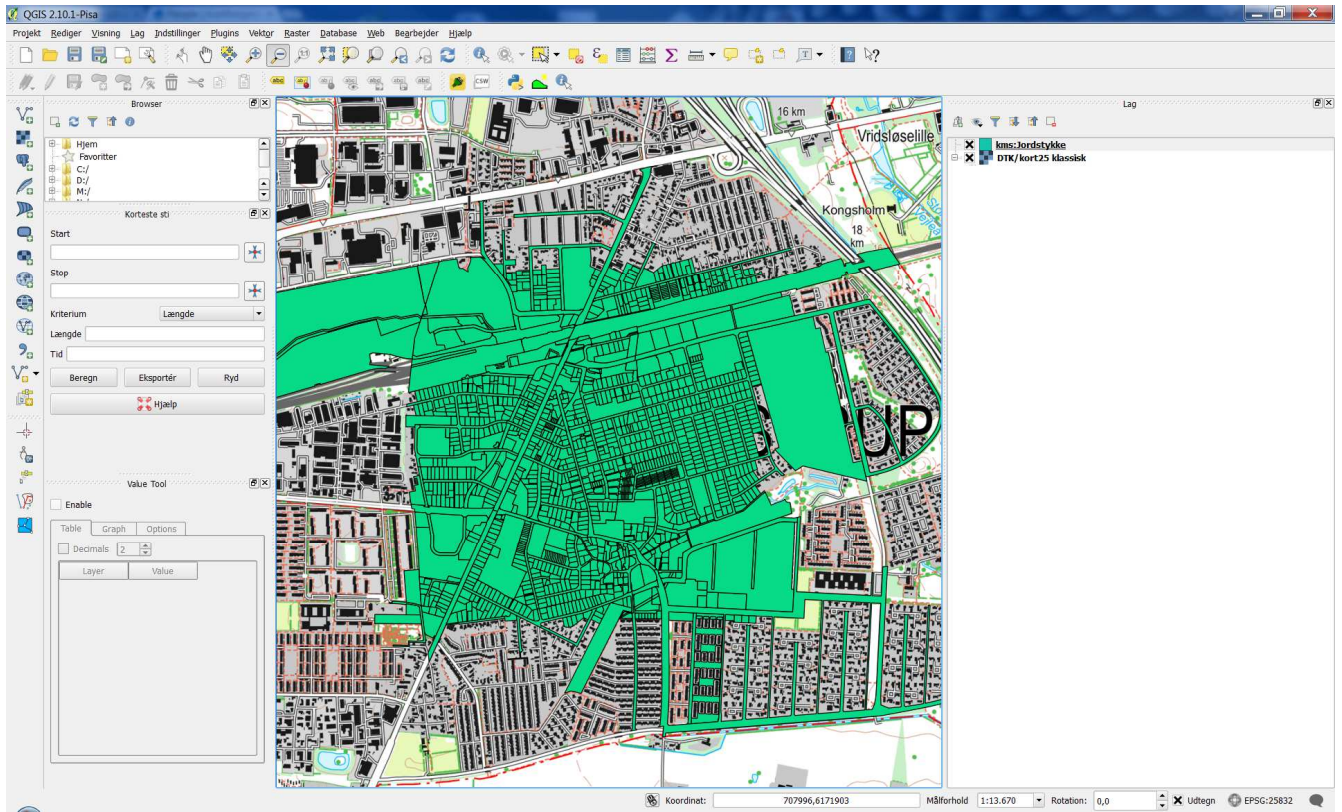 QGIS 2.10.1-Pisa
Projekt Rediger Visning Lag Indstillinger Plugins Vektor Raster Database Web Bearbejder Hjælp
abc
CSW
Browser
Hjem
Favoritter
C:/
D:/
M:/
Korteste sti
Start
Stop
Kriterium Længde
Længde
Tid
Beregn Eksportér Ryd
Hjælp
Value Tool
Enable
Table Graph Options
Decimals 2
Layer Value
16 km
Vridsløselille
Kongsholm
18
km
UP
Lag
kms:Jordstykke
DTK/kort25 klassisk
Koordinat: 707996,6171903 Målforhold 1:13.670 Rotation: 0,0 Udtegn EPSG:25832